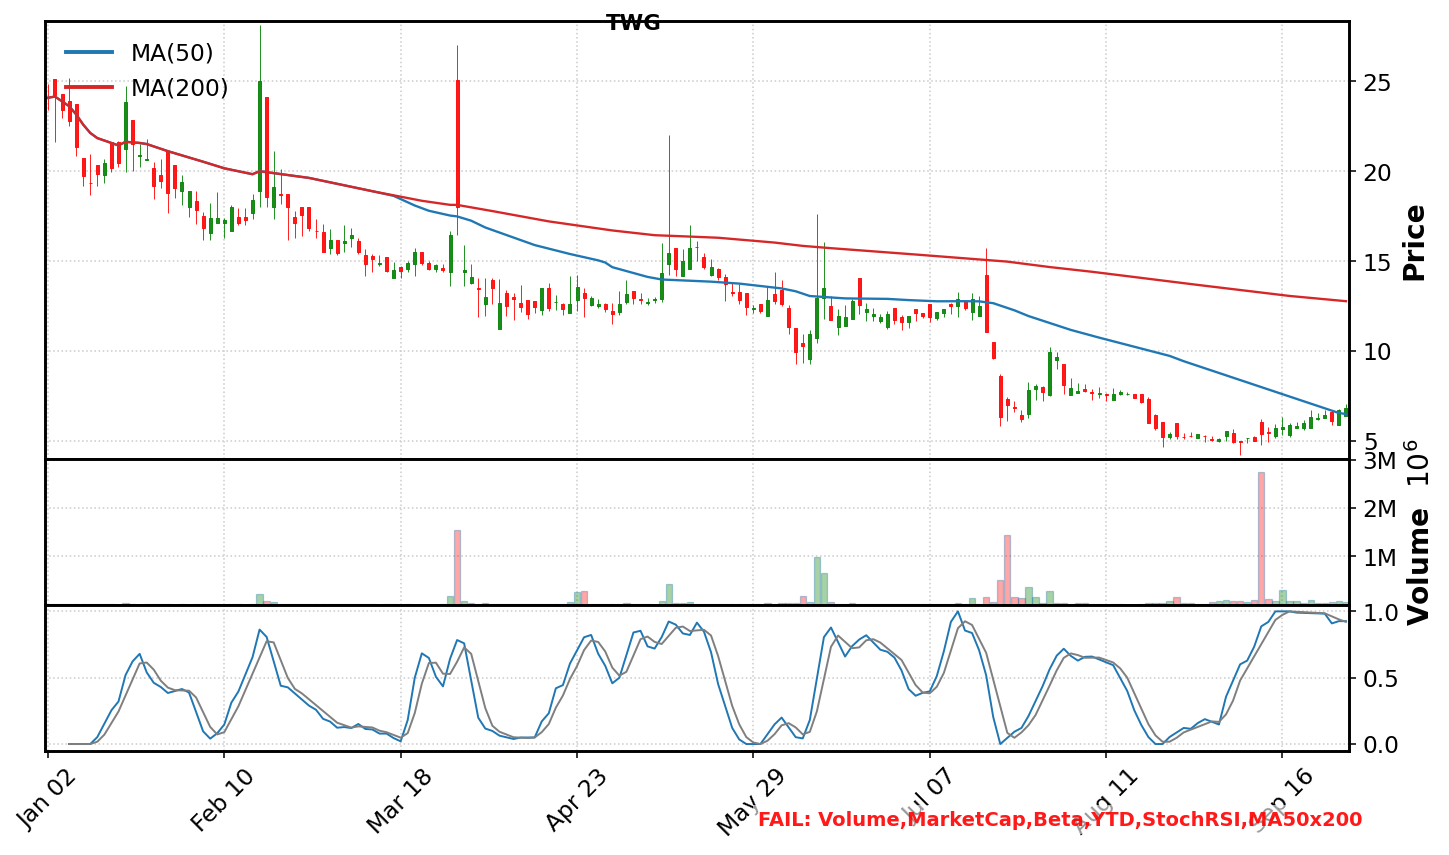 TWG
MA(50)
MA(200)
25
20
15
10
5
Price
3M
2M
1M
Volume 10^6
1.0
0.5
0.0
Jan 02
Feb 10
Mar 18
Apr 23
May 29
Jul 07
Aug 11
Sep 16
FAIL: Volume,MarketCap,Beta,YTD,StochRSI,MA50x200